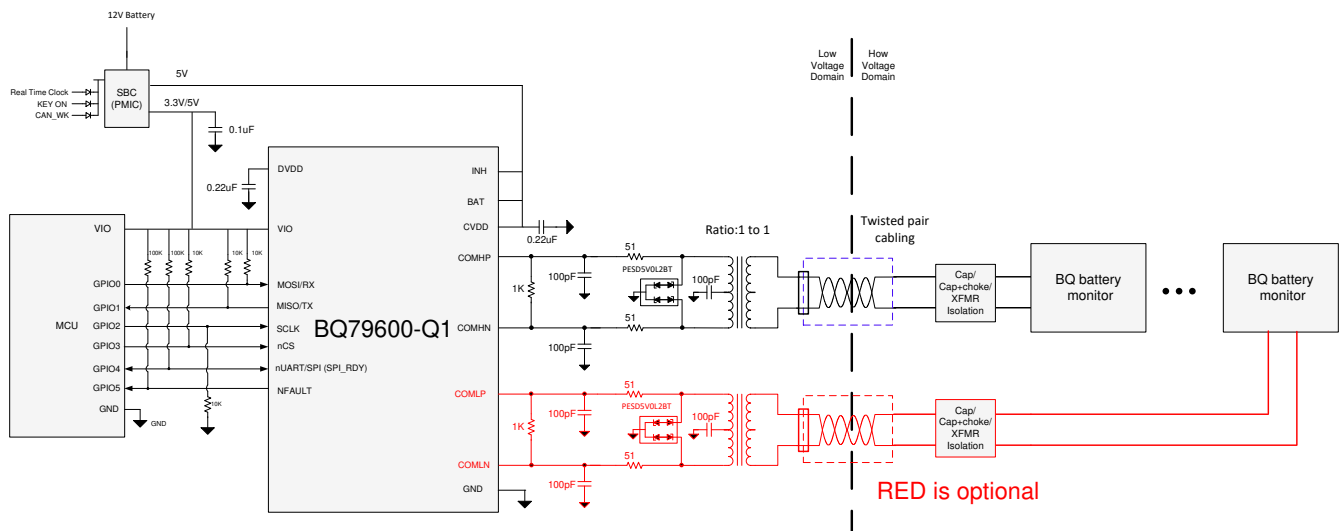 12V Battery
Real Time Clock
KEY ON
CAN_WK
SBC
(PMIC)
5V
3.3V/5V
0.1uF
Low
Voltage
Domain
How
Voltage
Domain
DVDD
0.22uF
INH
BAT
CVDD
0.22uF
MCU
VIO
GPIO0
GPIO1
GPIO2
GPIO3
GPIO4
GPIO5
GND
GND
100K
100K
10K
10K
10K
10K
VIO
MOSI/RX
MISO/TX
SCLK
nCS
nUART/SPI (SPI_RDY)
NFAULT
BQ79600-Q1
COMHP
COMHN
COMLP
COMLN
GND
1K
100pF
100pF
51
PESD5V0L2BT
51
100pF
Ratio:1 to 1
Twisted pair
cabling
Cap/
Cap+choke/
XFMR
Isolation
BQ battery
monitor
BQ battery
monitor
1K
100pF
100pF
51
PESD5V0L2BT
51
100pF
Cap/
Cap+choke/
XFMR
Isolation
RED is optional